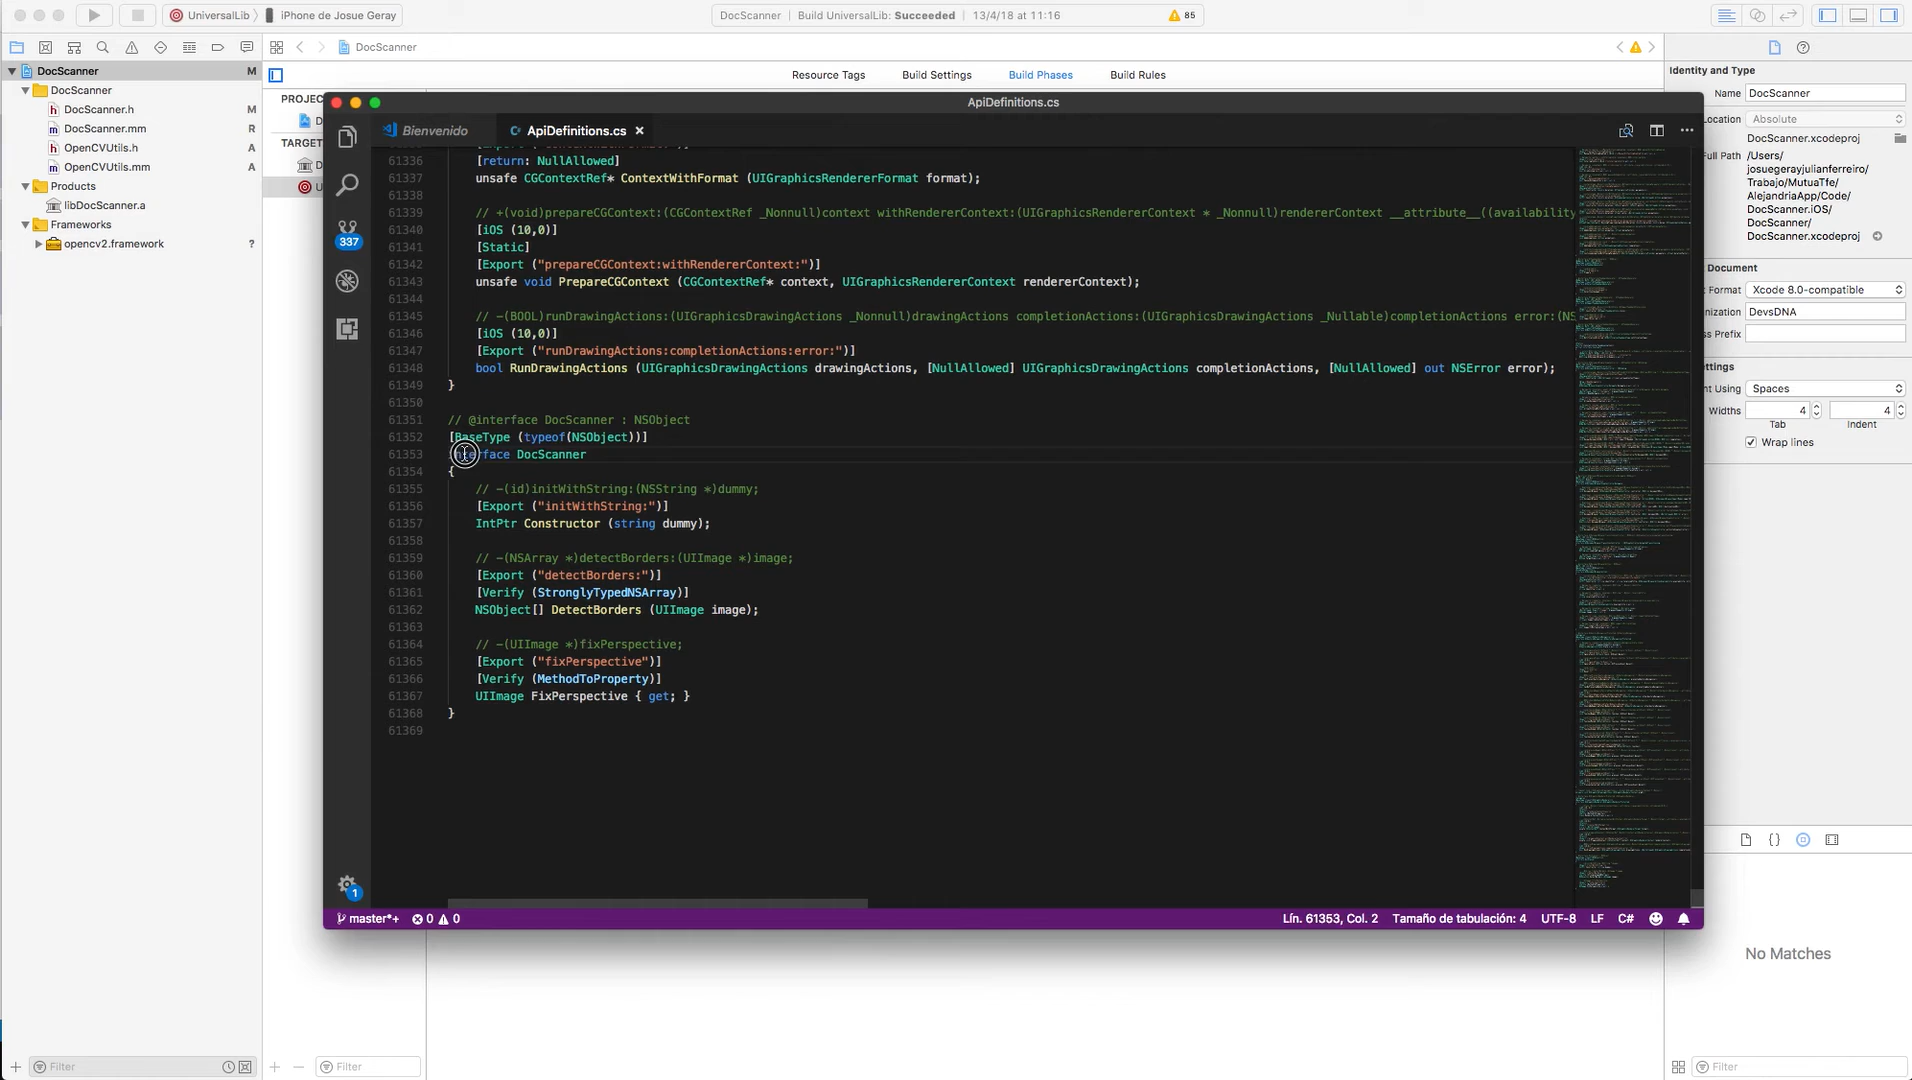 UniversalLib
iPhone de Josue Geray
DocScanner
Build UniversalLib: Succeeded
13/4/18 at 11:16
85
DocScanner
DocScanner M
DocScanner
DocScanner.h M
DocScanner.mm R
OpenCVUtils.h A
OpenCVUtils.mm A
Products
libDocScanner.a
Frameworks
opencv2.framework ?
Resource Tags
Build Settings
Build Phases
Build Rules
PROJEC
D
TARGET
D
U
ApiDefinitions.cs
Bienvenido
ApiDefinitions.cs
337
1
61336 [return: NullAllowed]
61337 unsafe CGContextRef* ContextWithFormat (UIGraphicsRendererFormat format);
61338
61339 // +(void)prepareCGContext:(CGContextRef _Nonnull)context withRendererContext:(UIGraphicsRendererContext * _Nonnull)rendererContext __attribute__((availability
61340 [iOS (10,0)]
61341 [Static]
61342 [Export ("prepareCGContext:withRendererContext:")]
61343 unsafe void PrepareCGContext (CGContextRef* context, UIGraphicsRendererContext rendererContext);
61344
61345 // -(BOOL)runDrawingActions:(UIGraphicsDrawingActions _Nonnull)drawingActions completionActions:(UIGraphicsDrawingActions _Nullable)completionActions error:(NS
61346 [iOS (10,0)]
61347 [Export ("runDrawingActions:completionActions:error:")]
61348 bool RunDrawingActions (UIGraphicsDrawingActions drawingActions, [NullAllowed] UIGraphicsDrawingActions completionActions, [NullAllowed] out NSError error);
61349 }
61350
61351 // @interface DocScanner : NSObject
61352 [BaseType (typeof(NSObject))]
61353 interface DocScanner
61354 {
61355 // -(id)initWithString:(NSString *)dummy;
61356 [Export ("initWithString:")]
61357 IntPtr Constructor (string dummy);
61358
61359 // -(NSArray *)detectBorders:(UIImage *)image;
61360 [Export ("detectBorders:")]
61361 [Verify (StronglyTypedNSArray)]
61362 NSObject[] DetectBorders (UIImage image);
61363
61364 // -(UIImage *)fixPerspective;
61365 [Export ("fixPerspective")]
61366 [Verify (MethodToProperty)]
61367 UIImage FixPerspective { get; }
61368 }
61369
master*+ 0 0
Lín. 61353, Col. 2
Tamaño de tabulación: 4
UTF-8
LF
C#
Identity and Type
Name DocScanner
Location Absolute
DocScanner.xcodeproj
Full Path /Users/
josuegerayjulianferreiro/
Trabajo/MutuaTfe/
AlejandriaApp/Code/
DocScanner.iOS/
DocScanner/
DocScanner.xcodeproj
Document
Format Xcode 8.0-compatible
nization DevsDNA
ss Prefix
ettings
nt Using Spaces
Widths 4 4
Tab Indent
Wrap lines
{ }
No Matches
+ Filter
+ − Filter
Filter